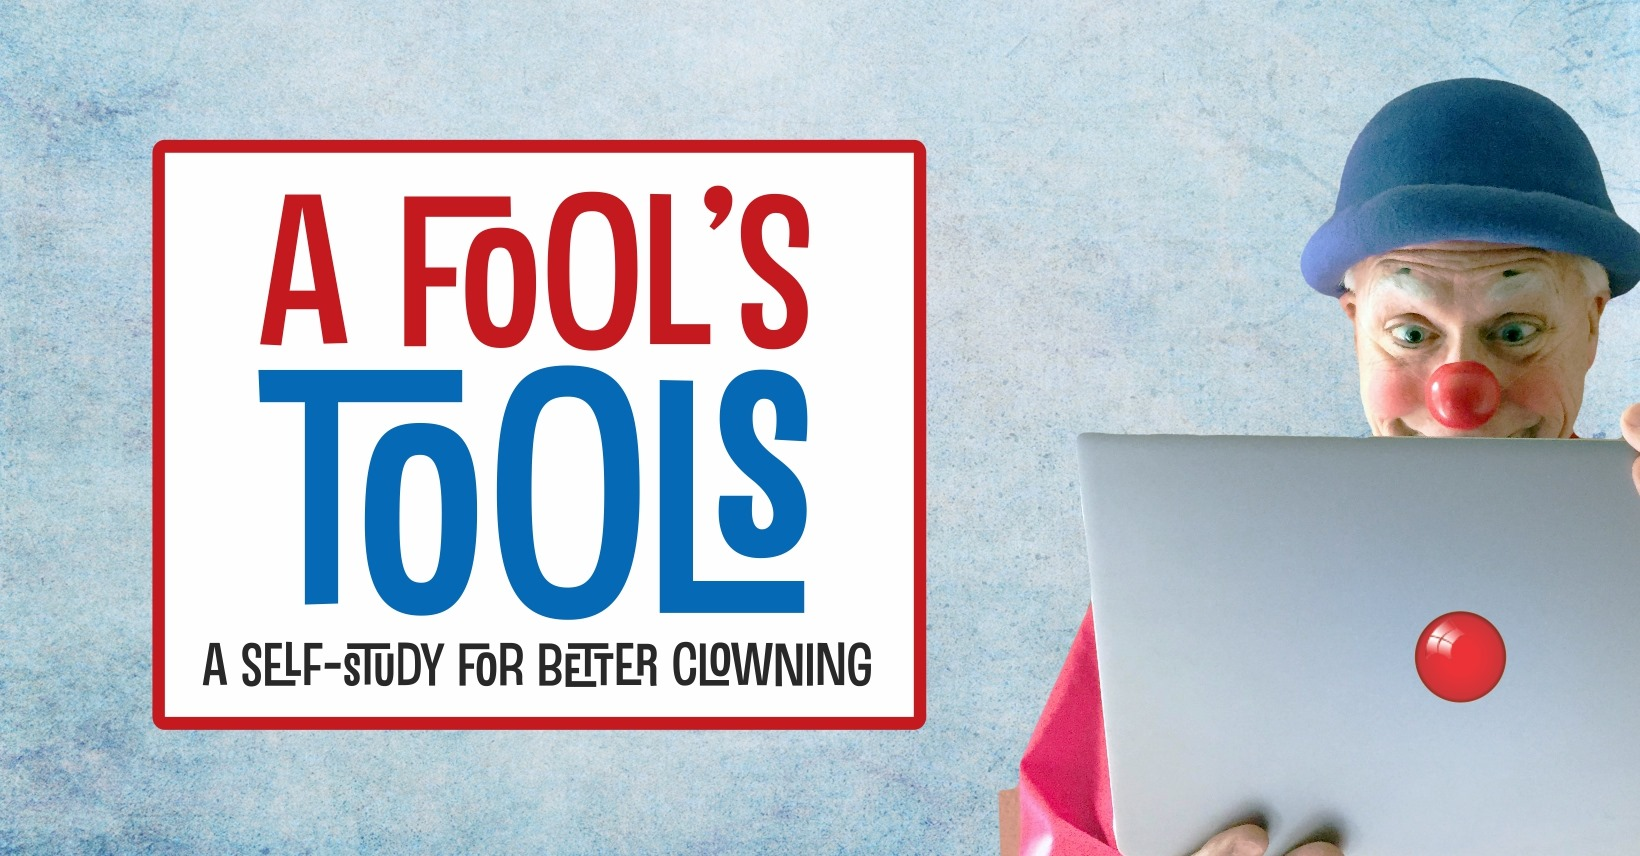 A FOOL'S
TOOLS
A SELF-STUDY FOR BETTER CLOWNING